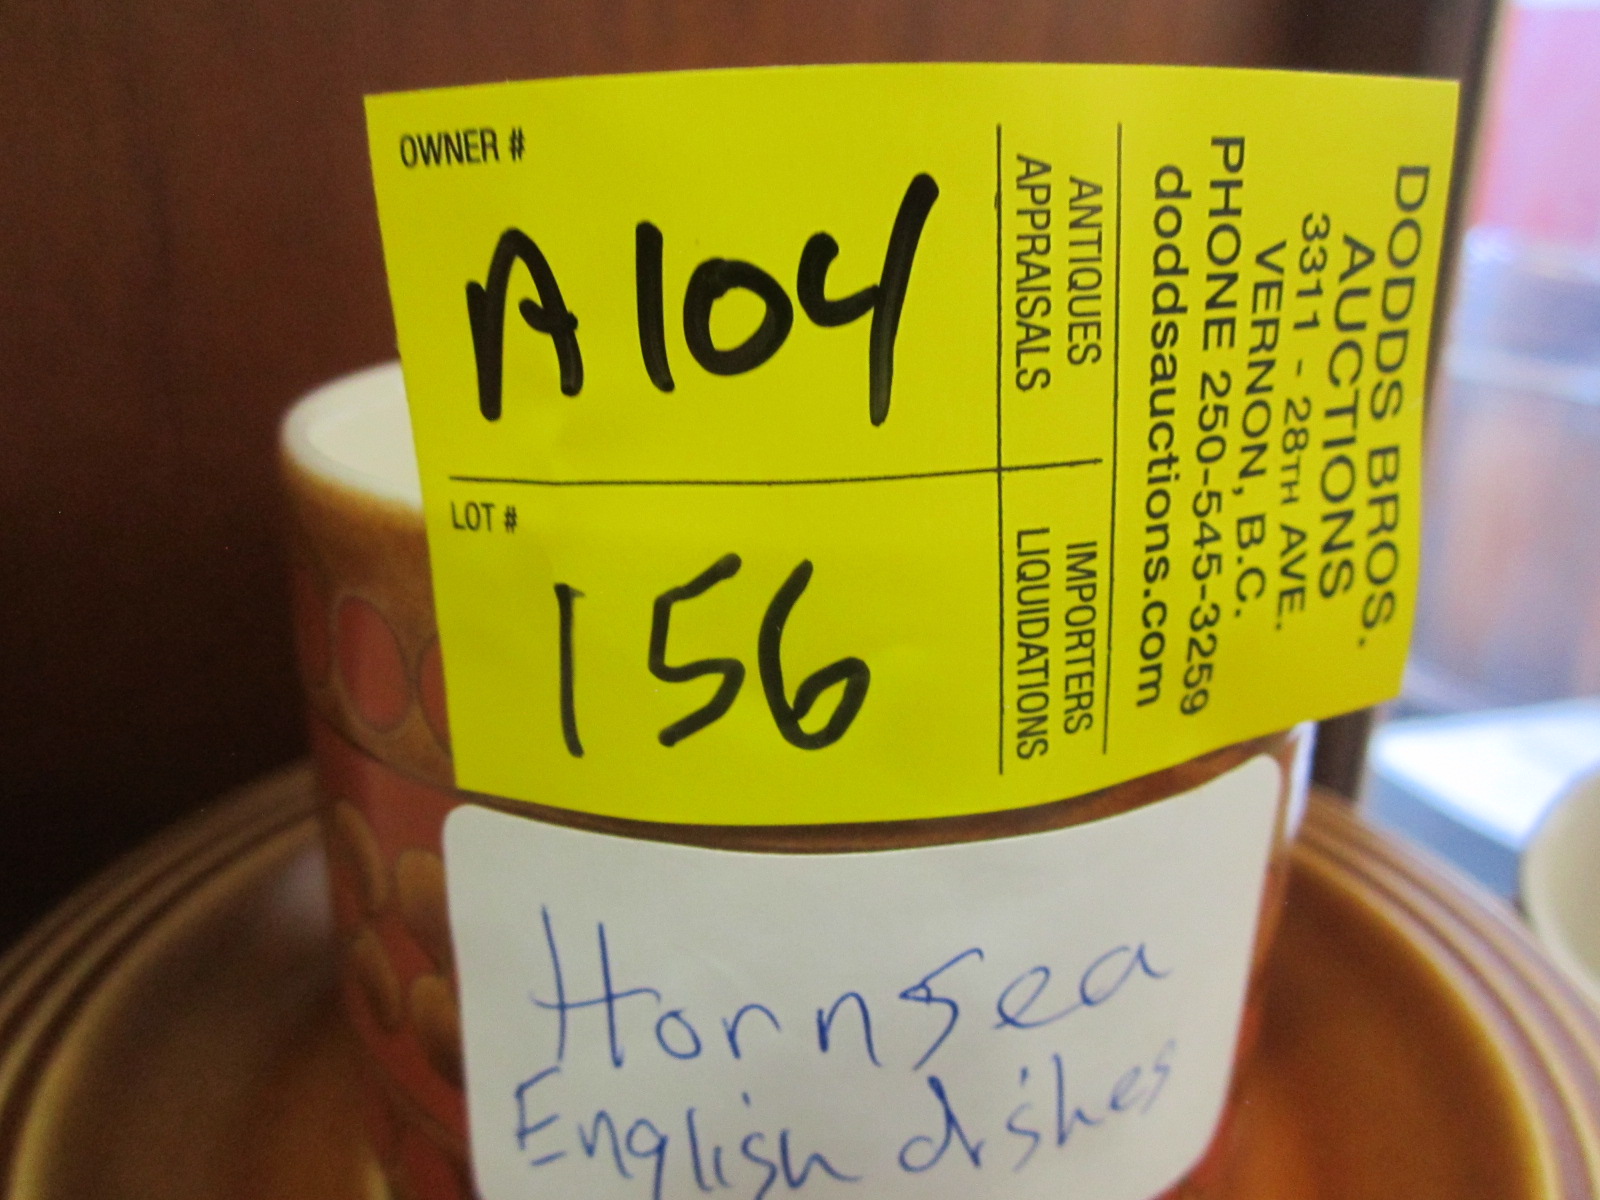 OWNER #
A104
LOT #
156
ANTIQUES
APPRAISALS
IMPORTERS
LIQUIDATIONS
DODDS BROS.
AUCTIONS
3311 - 28TH AVE.
VERNON, B.C.
PHONE 250-545-3259
doddsauctions.com
Hornsea
English dishes